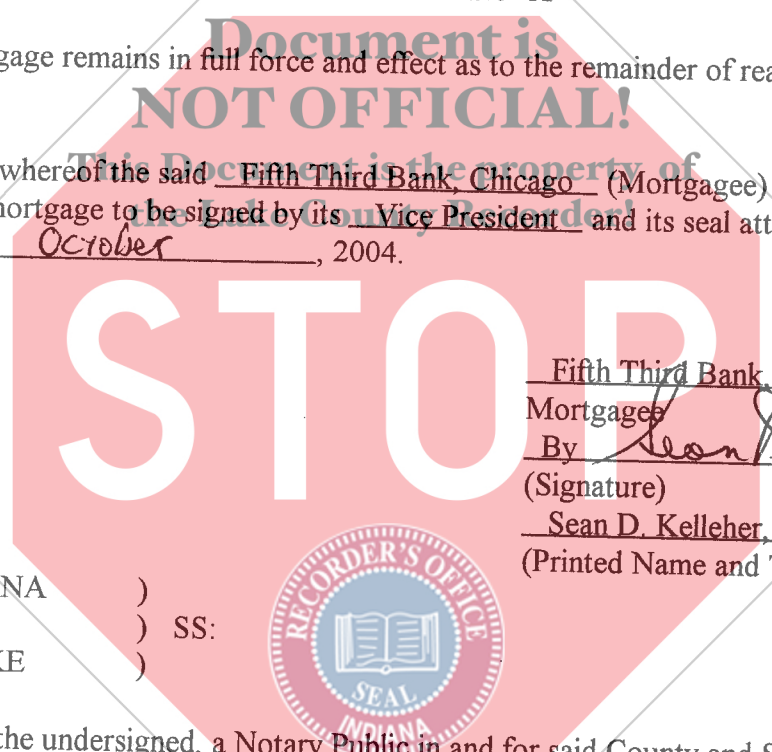 Document is
gage remains in full force and effect as to the remainder of rea
NOT OFFICIAL!
This Document is the property of
whereof the said Fifth Third Bank, Chicago (Mortgagee)
the Lake County Recorder!
mortgage to be signed by its Vice President and its seal att
October, 2004.
STOP
Fifth Third Bank,
Mortgagee
By Sean
(Signature)
Sean D. Kelleher,
(Printed Name and T
NA )
) SS:
KE )
RECORDER'S OFFICE
SEAL
INDIANA
the undersigned, a Notary Public in and for said County and S